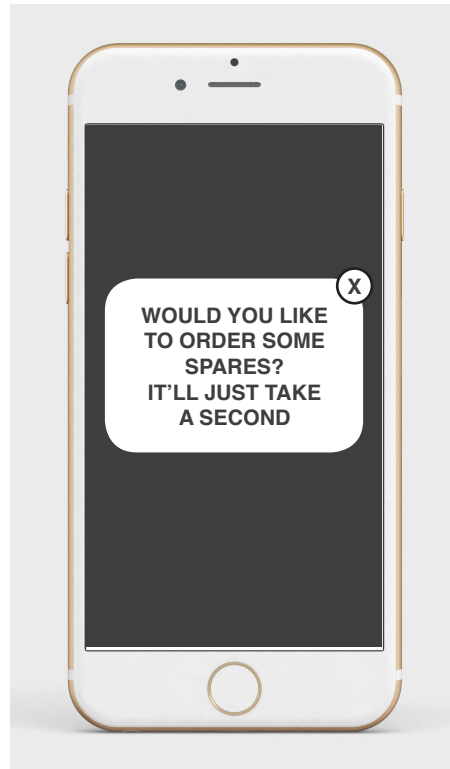 X
WOULD YOU LIKE
TO ORDER SOME
SPARES?
IT’LL JUST TAKE
A SECOND